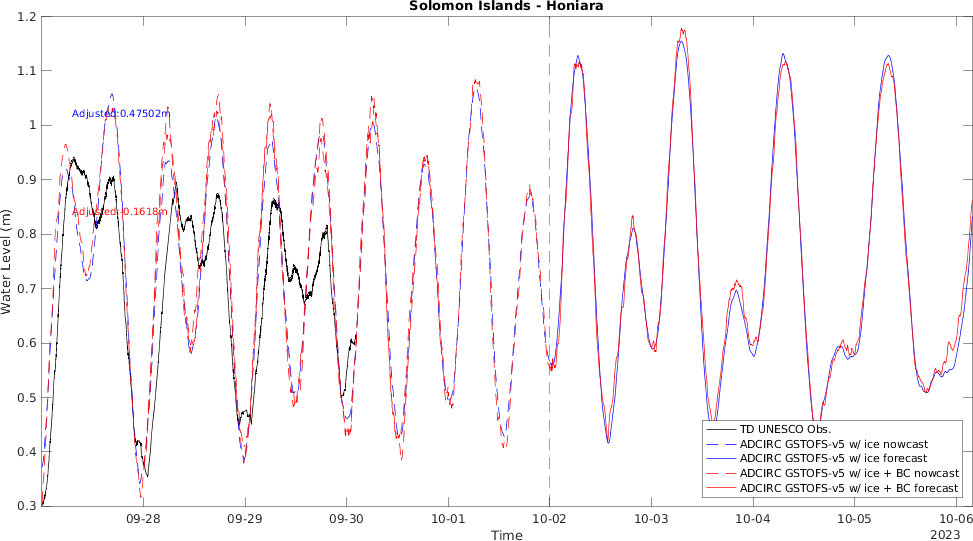 Solomon Islands - Honiara
1.2
1.1
1
0.9
0.8
0.7
0.6
0.5
0.4
0.3
Water Level (m)
Adjusted:0.47502m
Adjusted:-0.1618m
TD UNESCO Obs.
ADCIRC GSTOFS-v5 w/ ice nowcast
ADCIRC GSTOFS-v5 w/ ice forecast
ADCIRC GSTOFS-v5 w/ ice + BC nowcast
ADCIRC GSTOFS-v5 w/ ice + BC forecast
09-28 09-29 09-30 10-01 10-02 10-03 10-04 10-05 10-06
2023
Time